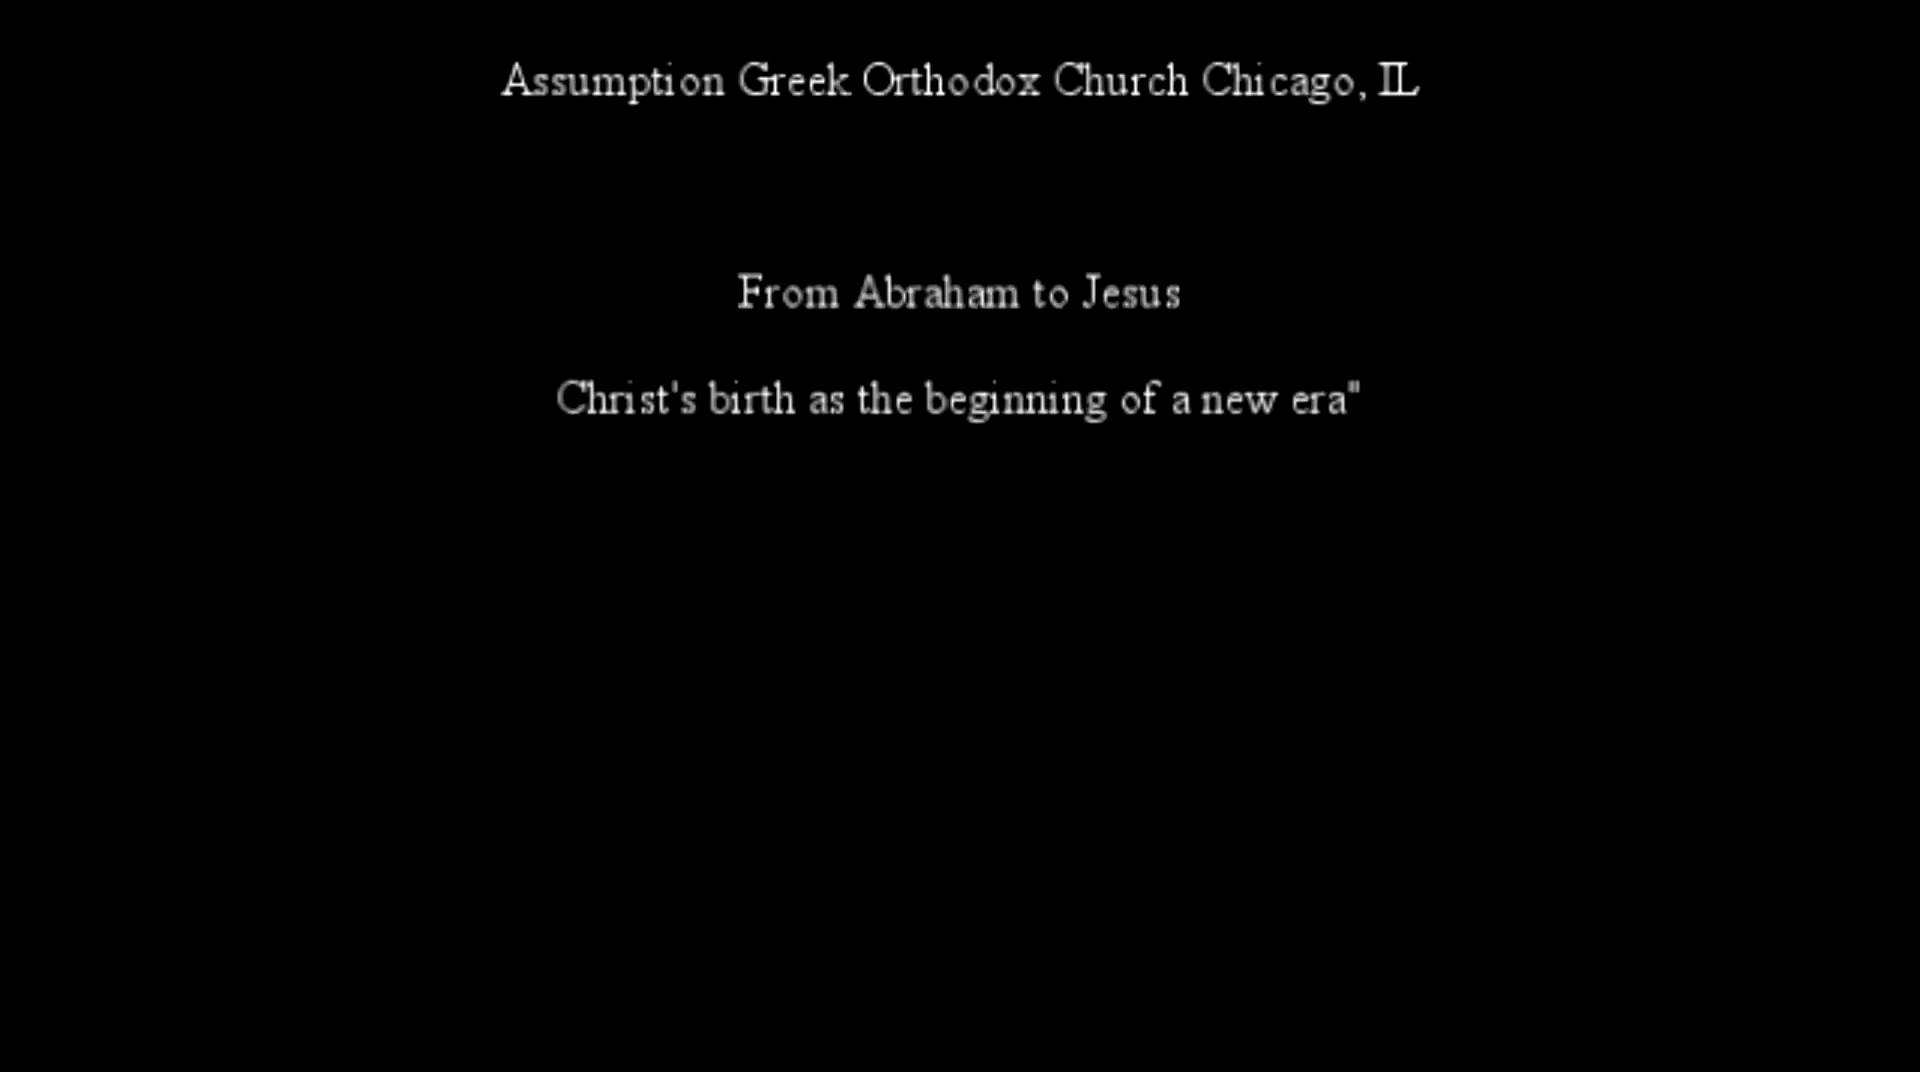 Assumption Greek Orthodox Church Chicago, IL
From Abraham to Jesus
Christ's birth as the beginning of a new era"